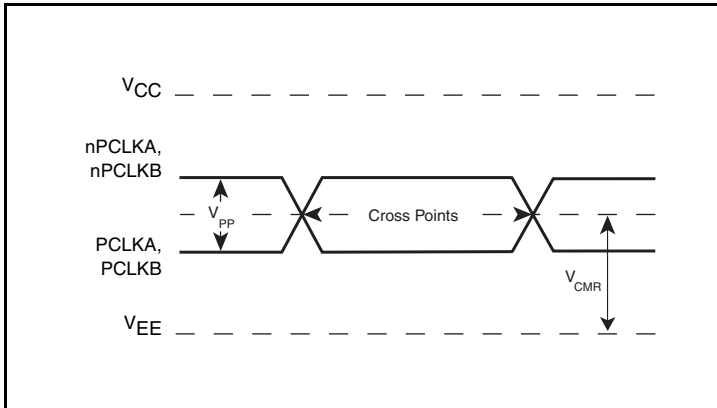 VCC
nPCLKA,
nPCLKB
VPP
Cross Points
PCLKA,
PCLKB
VCMR
VEE